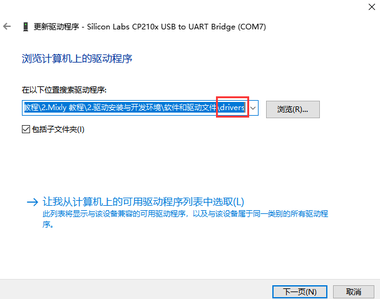 更新驱动程序 - Silicon Labs CP210x USB to UART Bridge (COM7)
浏览计算机上的驱动程序
在以下位置搜索驱动程序:
教程\2.Mixly 教程\2.驱动安装与开发环境\软件和驱动文件\drivers
浏览(R)...
包括子文件夹(I)
让我从计算机上的可用驱动程序列表中选取(L)
此列表将显示与该设备兼容的可用驱动程序，以及与该设备属于同一类别的所有驱动
程序。
下一页(N)
取消